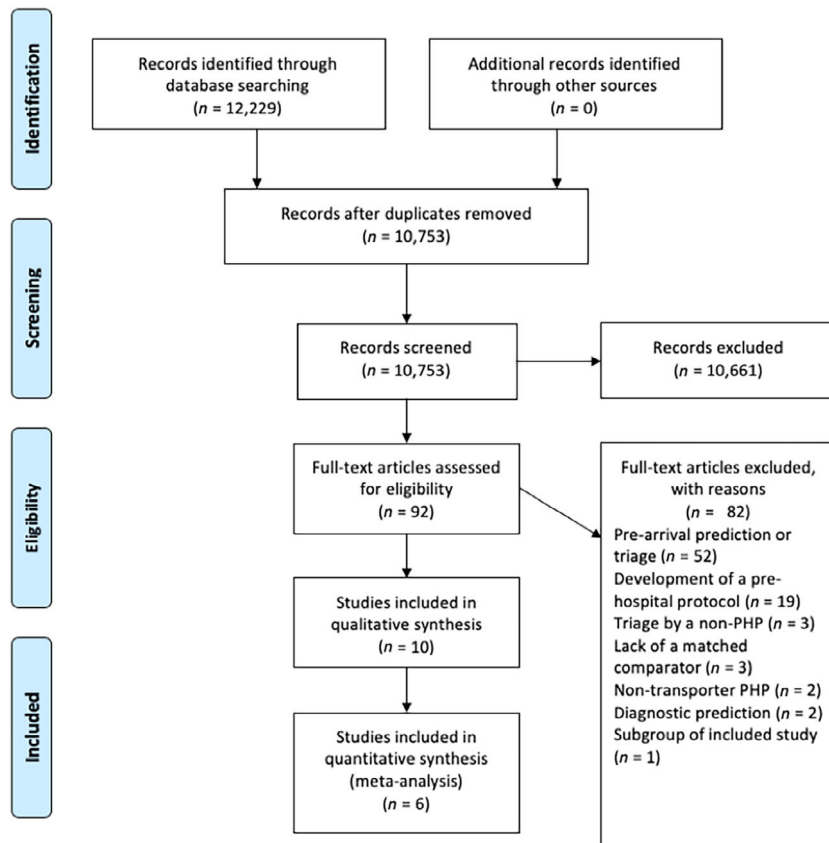 Identification
Records identified through
database searching
(n = 12,229)
Additional records identified
through other sources
(n = 0)
Records after duplicates removed
(n = 10,753)
Screening
Records screened
(n = 10,753)
Records excluded
(n = 10,661)
Eligibility
Full-text articles assessed
for eligibility
(n = 92)
Full-text articles excluded,
with reasons
(n = 82)
Pre-arrival prediction or
triage (n = 52)
Development of a pre-
hospital protocol (n = 19)
Triage by a non-PHP (n = 3)
Lack of a matched
comparator (n = 3)
Non-transporter PHP (n = 2)
Diagnostic prediction (n = 2)
Subgroup of included study
(n = 1)
Studies included in
qualitative synthesis
(n = 10)
Included
Studies included in
quantitative synthesis
(meta-analysis)
(n = 6)